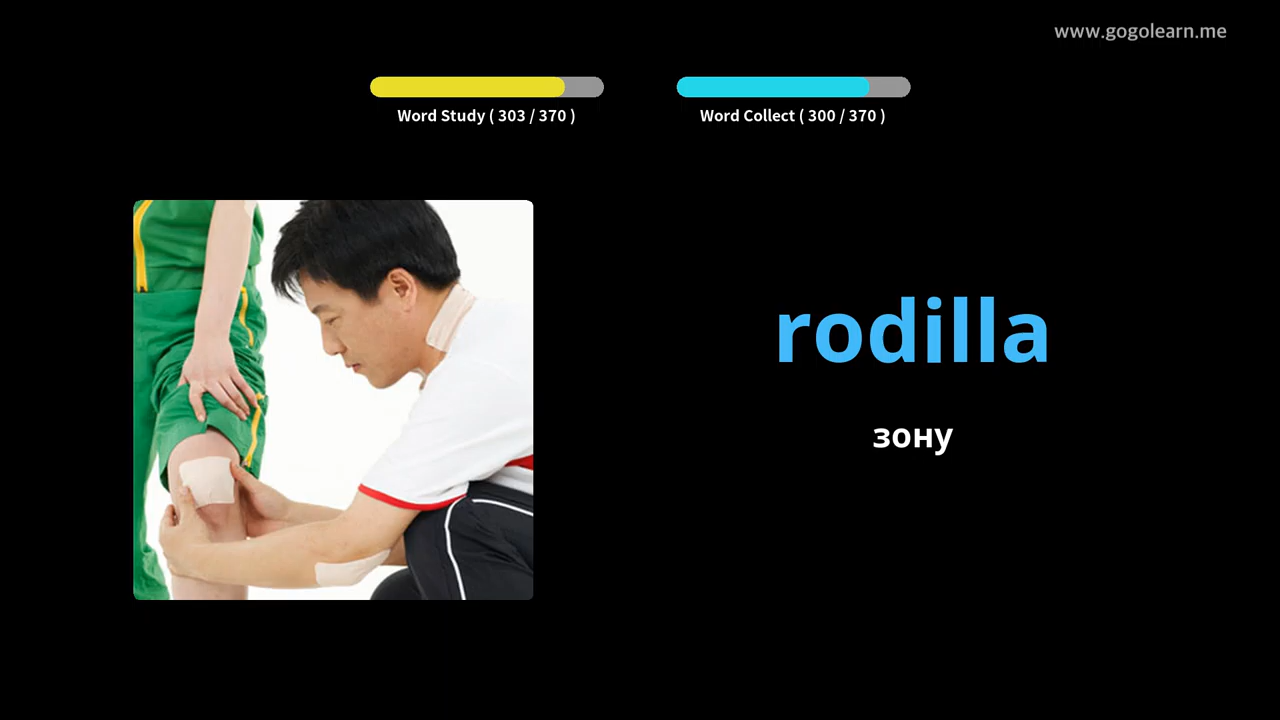 www.gogolearn.me
Word Study ( 303 / 370 )
Word Collect ( 300 / 370 )
rodilla
зону